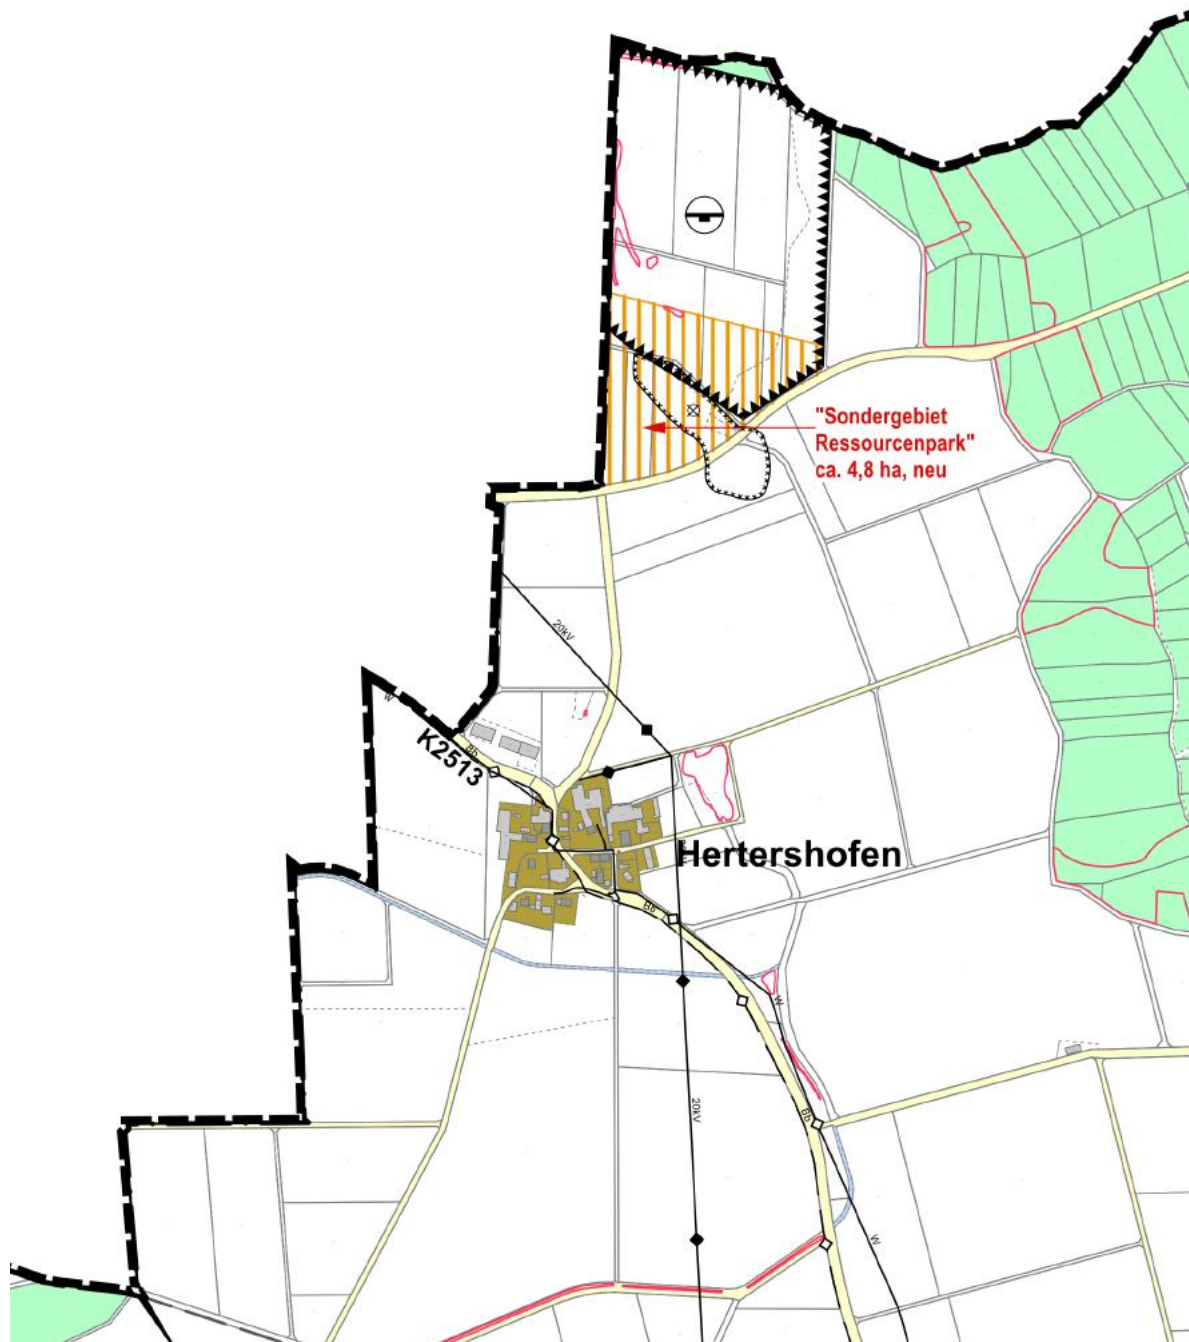 "Sondergebiet
Ressourcenpark"
ca. 4,8 ha, neu
20kV
W
K2513
Bb
Hertershofen
Bb
W
20kV
Bb
W